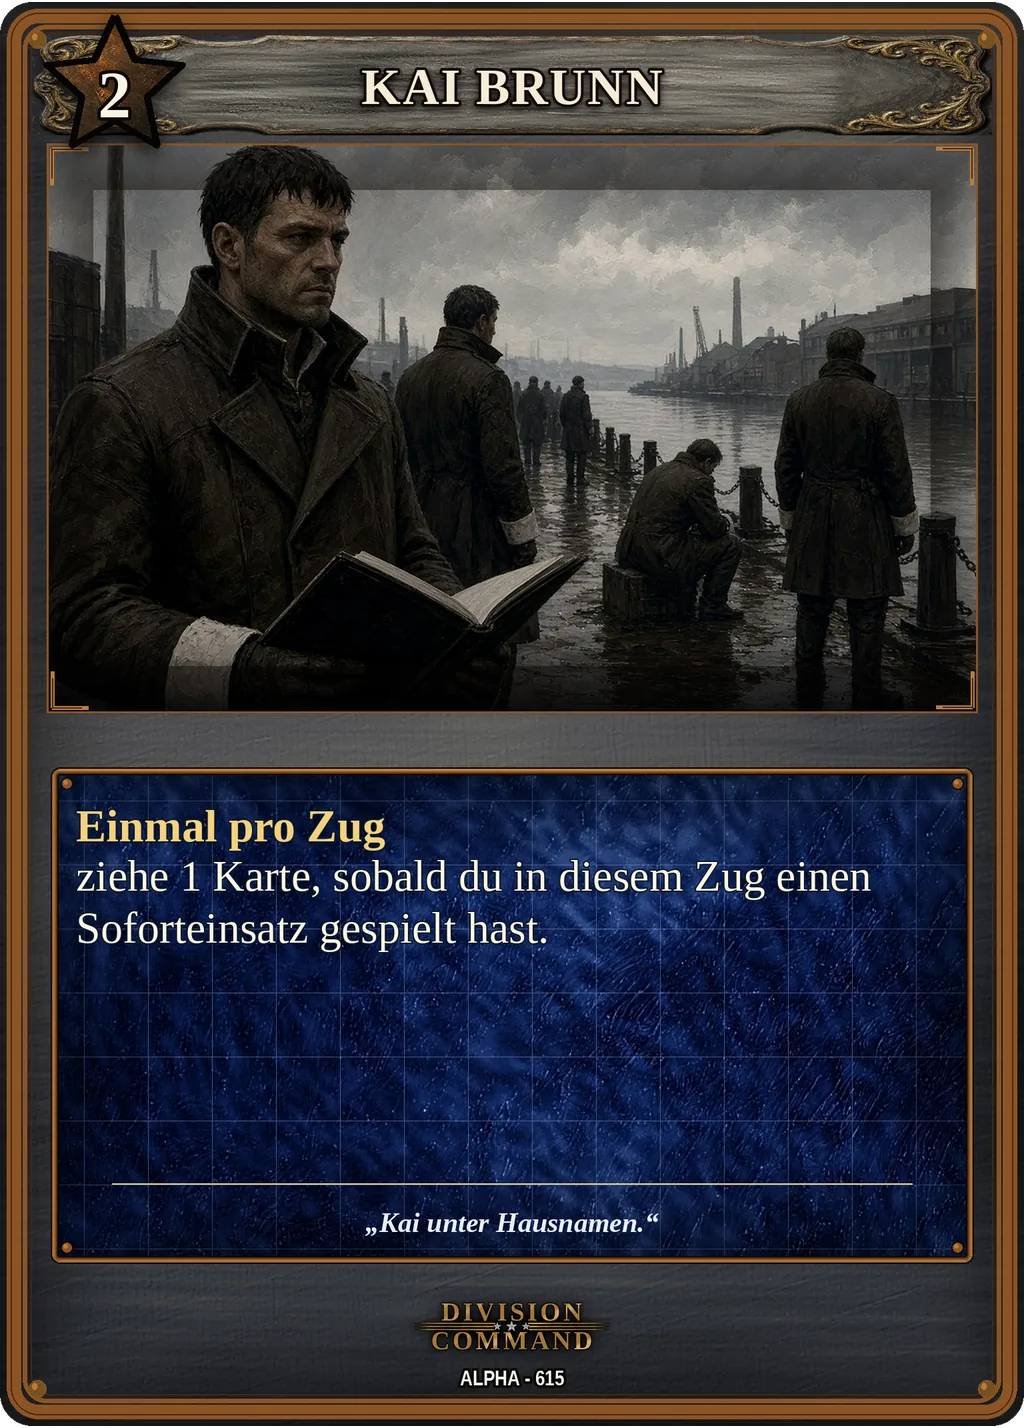 2
KAI BRUNN
Einmal pro Zug
ziehe 1 Karte, sobald du in diesem Zug einen
Soforteinsatz gespielt hast.
„Kai unter Hausnamen.“
DIVISION
COMMAND
ALPHA - 615